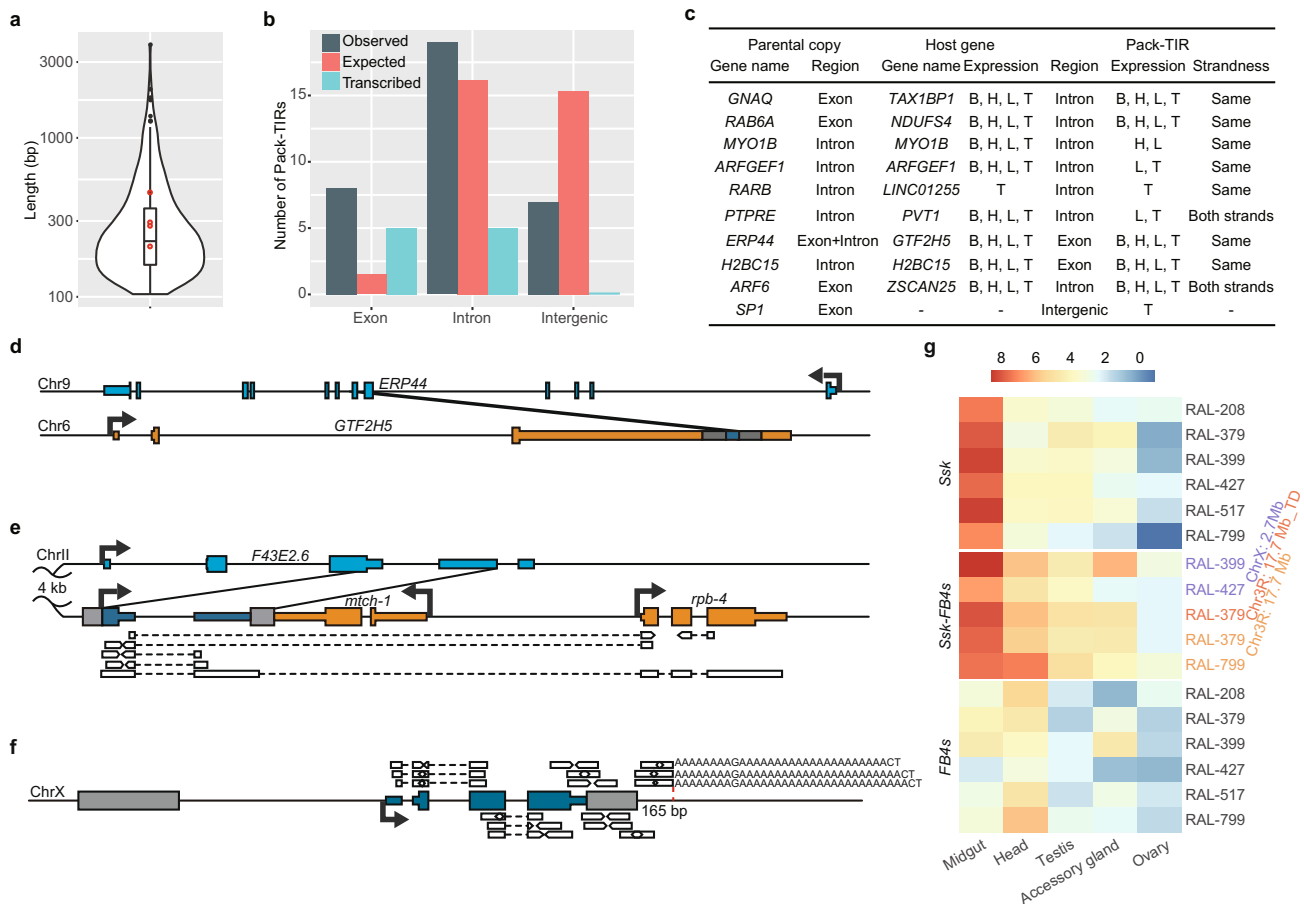 a
Length (bp)
3000
1000
300
100
b
Number of Pack-TIRs
15
10
5
0
Observed
Expected
Transcribed
Exon
Intron
Intergenic
c
Parental copy Host gene Pack-TIR
Gene name Region Gene name Expression Region Expression Strandness
GNAQ Exon TAX1BP1 B, H, L, T Intron B, H, L, T Same
RAB6A Exon NDUFS4 B, H, L, T Intron B, H, L, T Same
MYO1B Intron MYO1B B, H, L, T Intron H, L Same
ARFGEF1 Intron ARFGEF1 B, H, L, T Intron L, T Same
RARB Intron LINC01255 T Intron T Same
PTPRE Intron PVT1 B, H, L, T Intron L, T Both strands
ERP44 Exon+Intron GTF2H5 B, H, L, T Exon B, H, L, T Same
H2BC15 Intron H2BC15 B, H, L, T Exon B, H, L, T Same
ARF6 Exon ZSCAN25 B, H, L, T Intron B, H, L, T Both strands
SP1 Exon - - Intergenic T -
d
Chr9
ERP44
Chr6
GTF2H5
e
ChrII
F43E2.6
4 kb
mtch-1
rpb-4
f
ChrX
AAAAAAAAGAAAAAAAAAAAAAAAAAAAAAACT
AAAAAAAAGAAAAAAAAAAAAAAAAAAAAAAAACT
AAAAAAAAGAAAAAAAAAAAAAAAAAAAAAAAAACT
165 bp
g
8 6 4 2 0
Ssk
RAL-208
RAL-379
RAL-399
RAL-427
RAL-517
RAL-799
Ssk-FB4s
RAL-399
RAL-427
RAL-379
RAL-379
RAL-799
ChrX: 2.7Mb
Chr3R: 17.7 Mb_TD
Chr3R: 17.7 Mb
FB4s
RAL-208
RAL-379
RAL-399
RAL-427
RAL-517
RAL-799
Midgut
Head
Testis
Accessory gland
Ovary